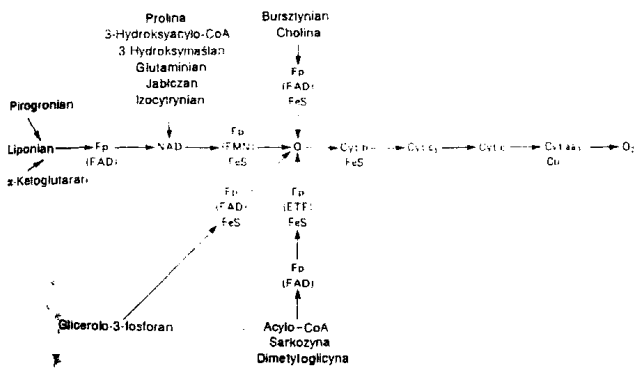 Prolina
3-Hydroksyacylo-CoA
3 Hydroksymaślan
Glutaminian
Jabłczan
Izocytrynian
Bursztynian
Cholina
Fp
(FAD)
FeS
Pirogronian
Liponian
α-Ketoglutaran
Fp
(FAD)
NAD
Fp
(FMN)
FeS
Q
Cyt b
FeS
Cyt c₁
Cyt c
Cyt aa₃
Cu
O₂
Fp
(FAD)
FeS
Fp
(ETF)
FeS
Fp
(FAD)
Glicerolo-3-fosforan
Acylo-CoA
Sarkozyna
Dimetyloglicyna